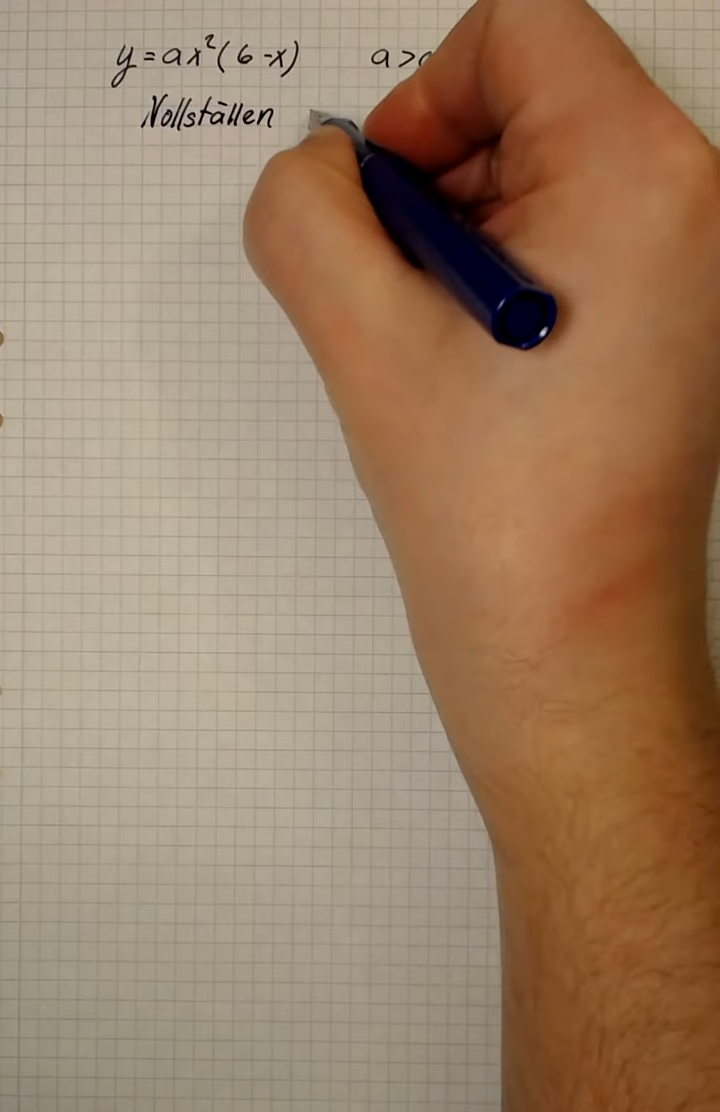 y = ax²(6-x) a>
Nollställen